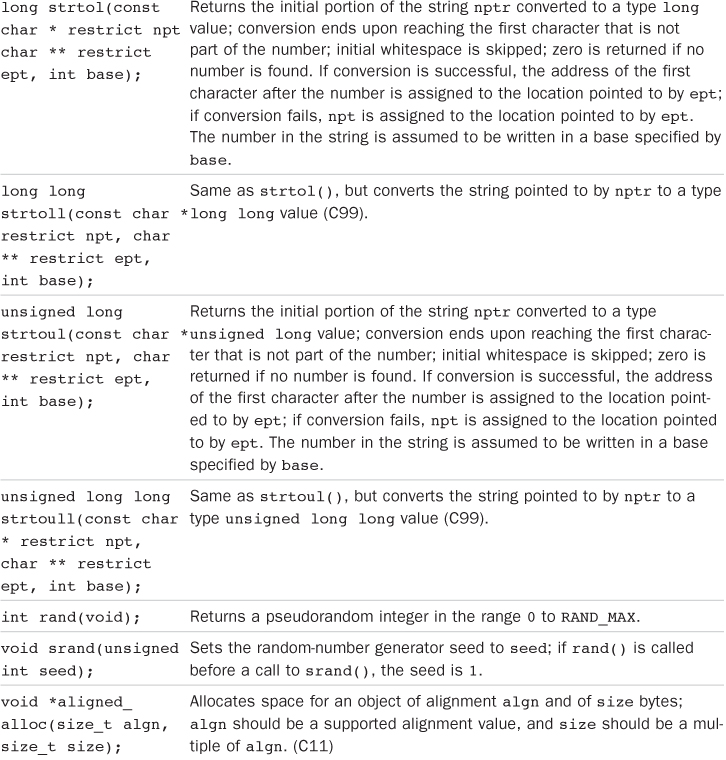 long strtol(const
char * restrict npt
char ** restrict
ept, int base);
Returns the initial portion of the string nptr converted to a type long
value; conversion ends upon reaching the first character that is not
part of the number; initial whitespace is skipped; zero is returned if no
number is found. If conversion is successful, the address of the first
character after the number is assigned to the location pointed to by ept;
if conversion fails, npt is assigned to the location pointed to by ept.
The number in the string is assumed to be written in a base specified by
base.
long long
strtoll(const char *
restrict npt, char
** restrict ept,
int base);
Same as strtol(), but converts the string pointed to by nptr to a type
long long value (C99).
unsigned long
strtoul(const char *
restrict npt, char
** restrict ept,
int base);
Returns the initial portion of the string nptr converted to a type
unsigned long value; conversion ends upon reaching the first charac-
ter that is not part of the number; initial whitespace is skipped; zero is
returned if no number is found. If conversion is successful, the address
of the first character after the number is assigned to the location point-
ed to by ept; if conversion fails, npt is assigned to the location pointed
to by ept. The number in the string is assumed to be written in a base
specified by base.
unsigned long long
strtoull(const char
* restrict npt,
char ** restrict
ept, int base);
Same as strtoul(), but converts the string pointed to by nptr to a
type unsigned long long value (C99).
int rand(void);
Returns a pseudorandom integer in the range 0 to RAND_MAX.
void srand(unsigned
int seed);
Sets the random-number generator seed to seed; if rand() is called
before a call to srand(), the seed is 1.
void *aligned_
alloc(size_t algn,
size_t size);
Allocates space for an object of alignment algn and of size bytes;
algn should be a supported alignment value, and size should be a mul-
tiple of algn. (C11)